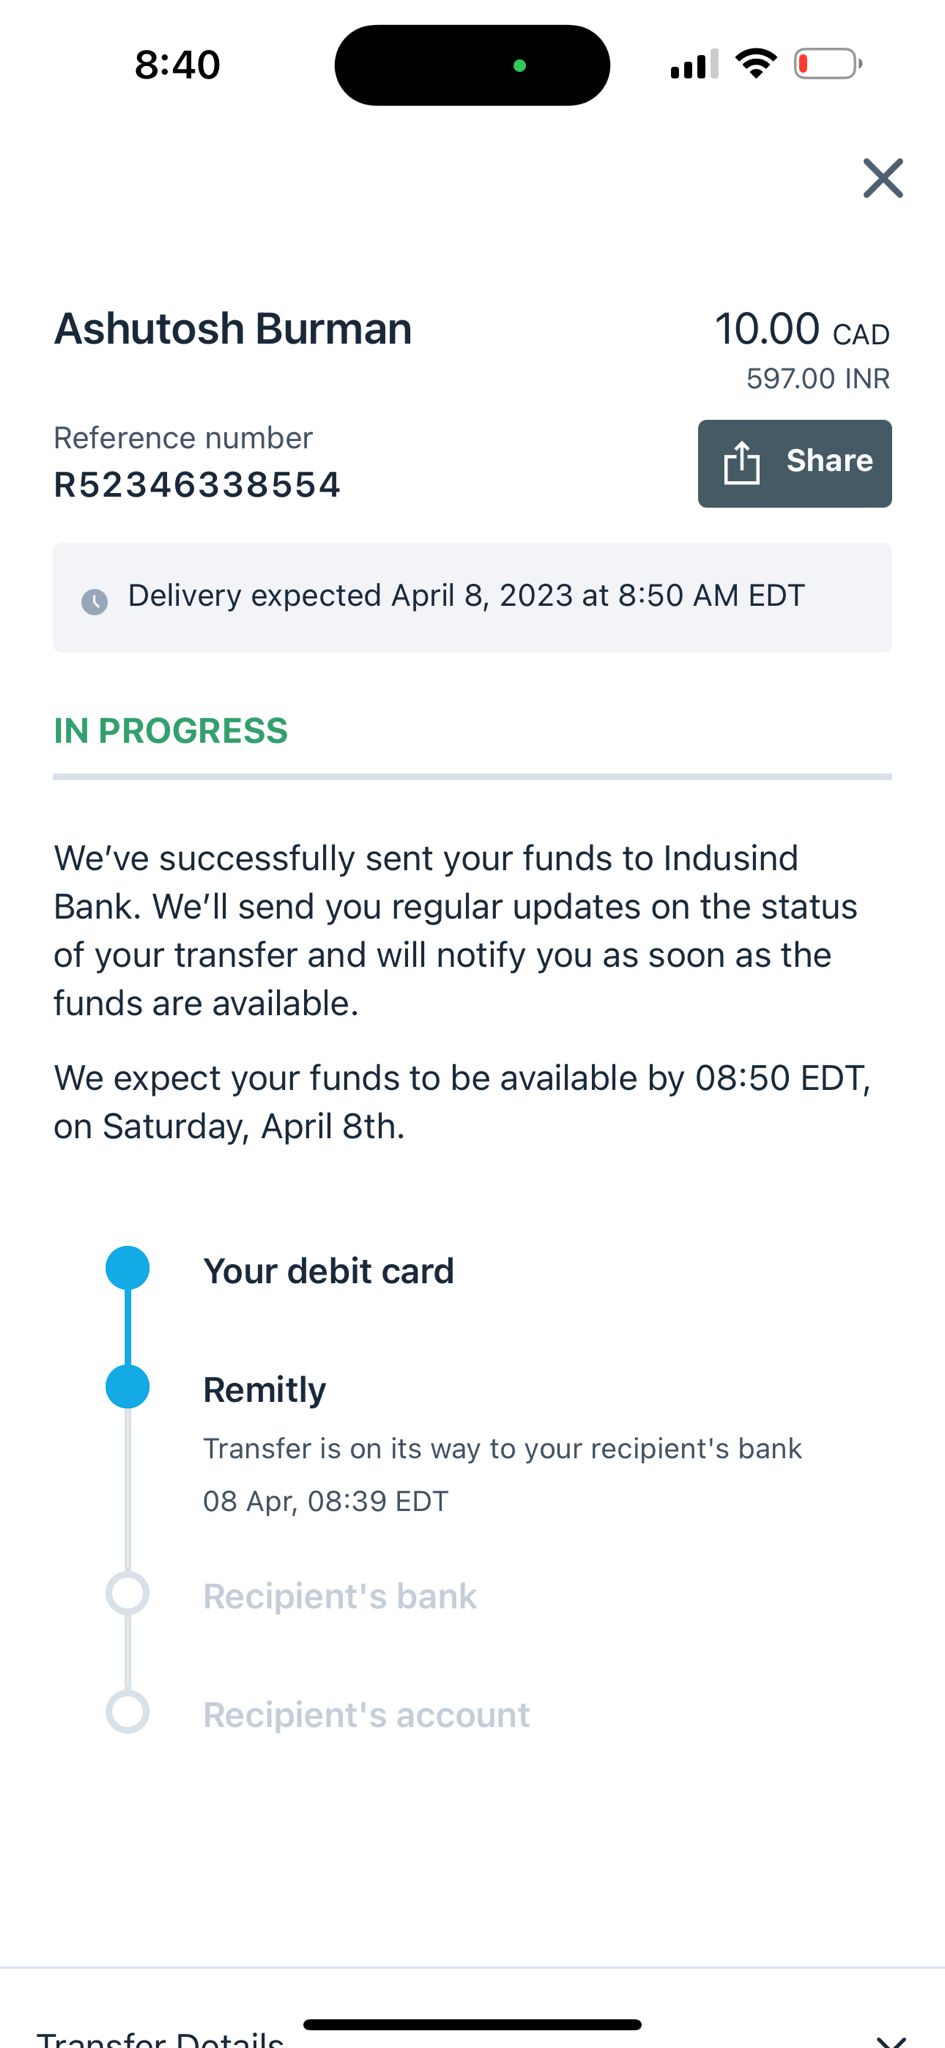 8:40
Ashutosh Burman
10.00 CAD
597.00 INR
Reference number
R52346338554
Share
Delivery expected April 8, 2023 at 8:50 AM EDT
IN PROGRESS
We’ve successfully sent your funds to Indusind
Bank. We’ll send you regular updates on the status
of your transfer and will notify you as soon as the
funds are available.
We expect your funds to be available by 08:50 EDT,
on Saturday, April 8th.
Your debit card
Remitly
Transfer is on its way to your recipient's bank
08 Apr, 08:39 EDT
Recipient's bank
Recipient's account
Transfer Details